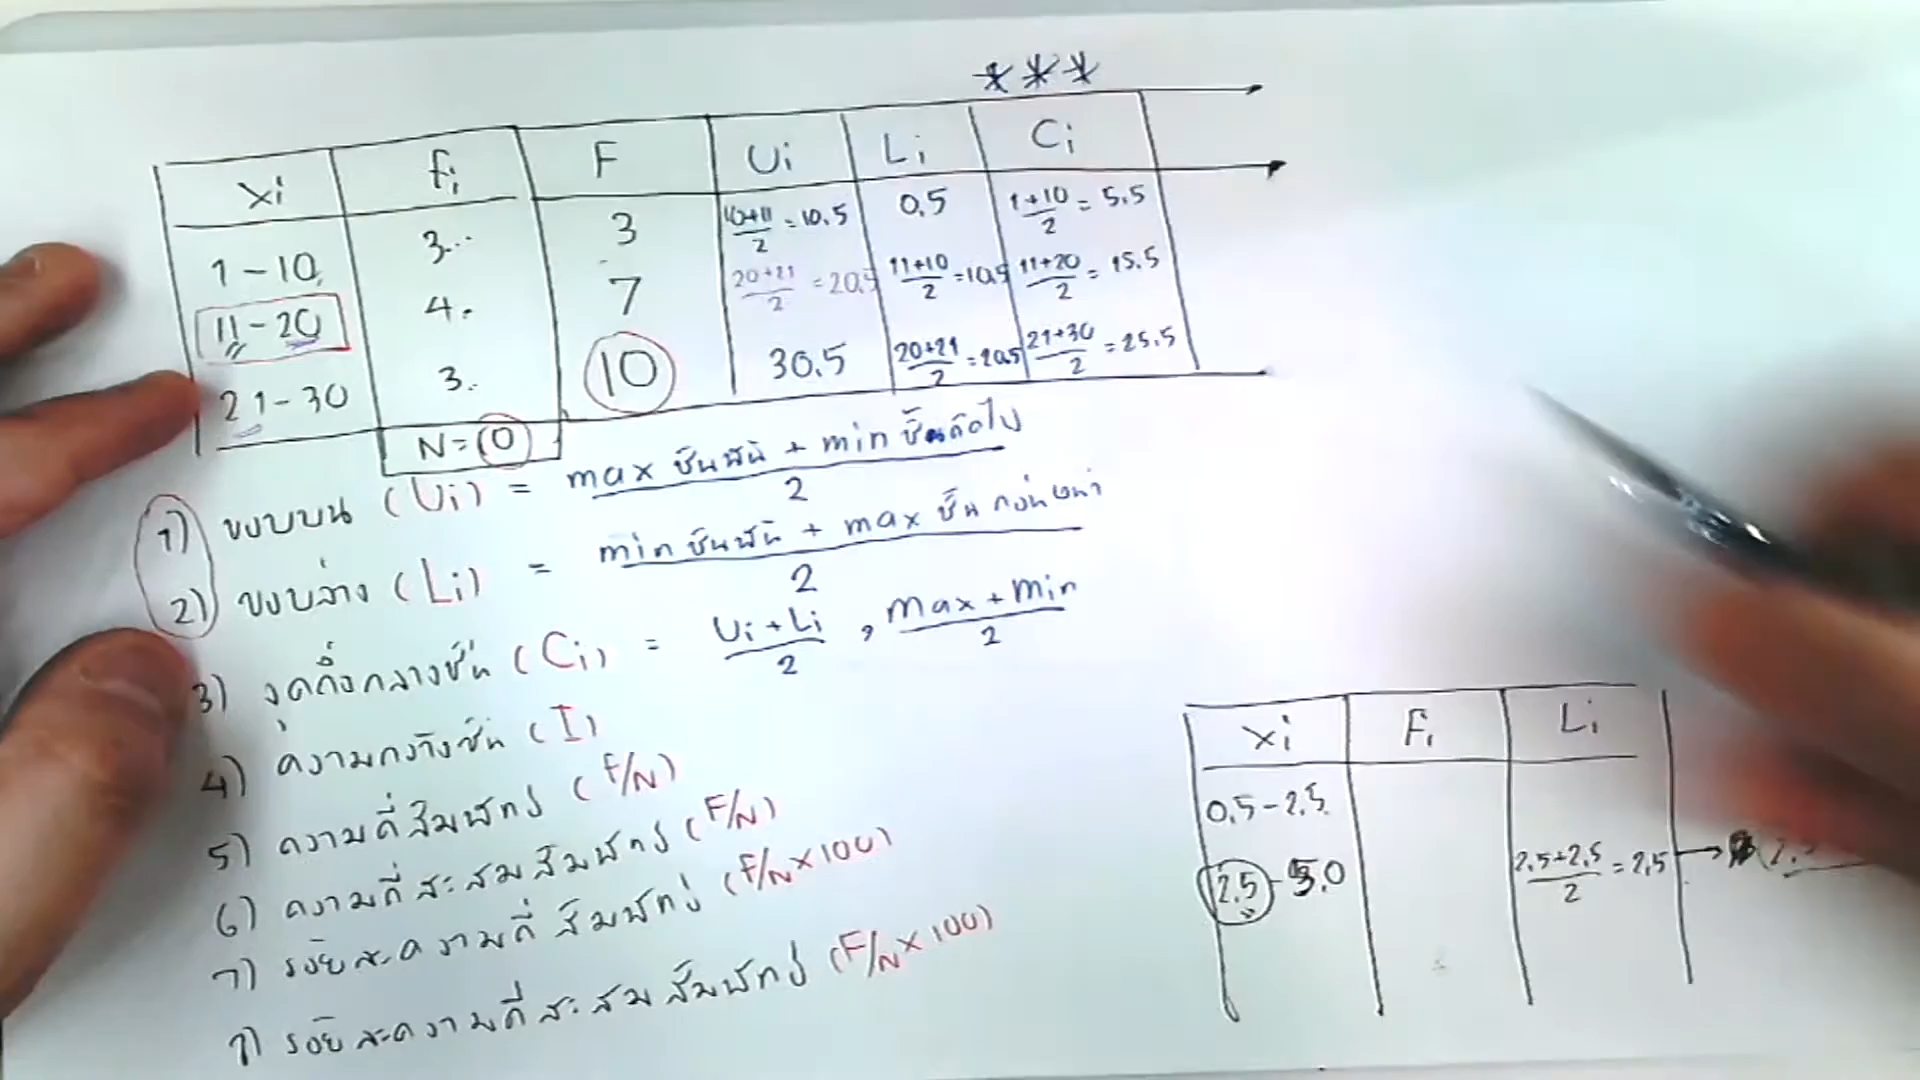 ***
xi fi F Ui Li Ci
1-10 3 3 10+11/2 = 10.5 0.5 1+10/2 = 5.5
11-20 4 7 20+21/2 = 20.5 11+10/2 = 10.5 11+20/2 = 15.5
21-30 3 10 30.5 20+21/2 = 20.5 21+30/2 = 25.5
N=10
1) ขอบบน (Ui) = max ชั้นมัน + min ชั้นถัดไป / 2
2) ขอบล่าง (Li) = min ชั้นมัน + max ชั้นก่อนหน้า / 2
3) จุดกึ่งกลางชั้น (Ci) = Ui+Li/2 , Max+Min/2
4) ความกว้างชั้น (I)
5) ความถี่สัมพัทธ์ (f/N)
6) ความถี่สะสมสัมพัทธ์ (F/N)
7) ร้อยละความถี่สัมพัทธ์ (f/N×100)
8) ร้อยละความถี่สะสมสัมพัทธ์ (F/N×100)
xi Fi Li
0.5-2.5
2.5-5.0 2.5+2.5/2 = 2.5 →